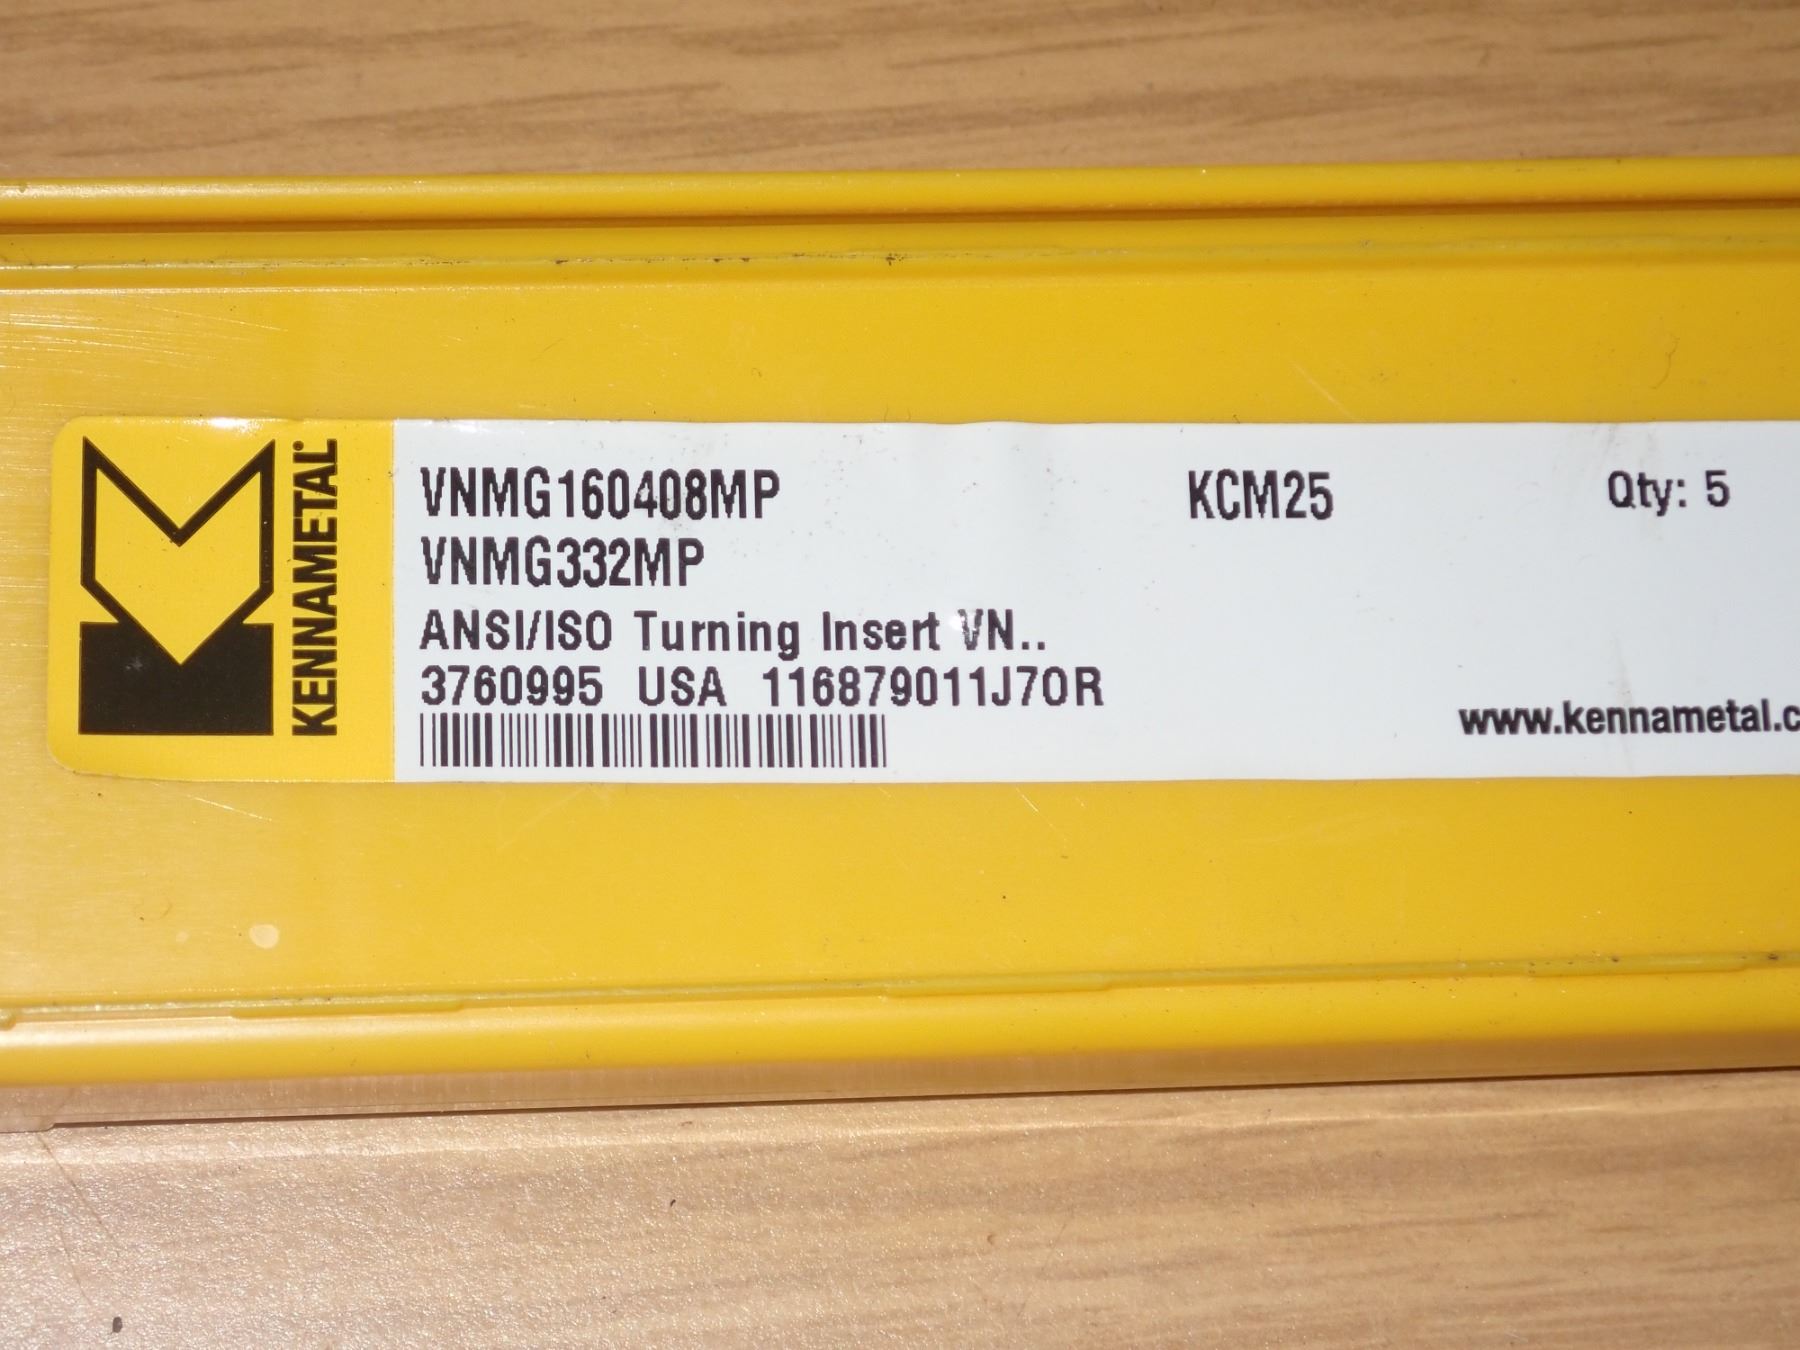 KENNAMETAL
VNMG160408MP KCM25 Qty: 5
VNMG332MP
ANSI/ISO Turning Insert VN..
3760995 USA 116879011J70R
www.kennametal.c